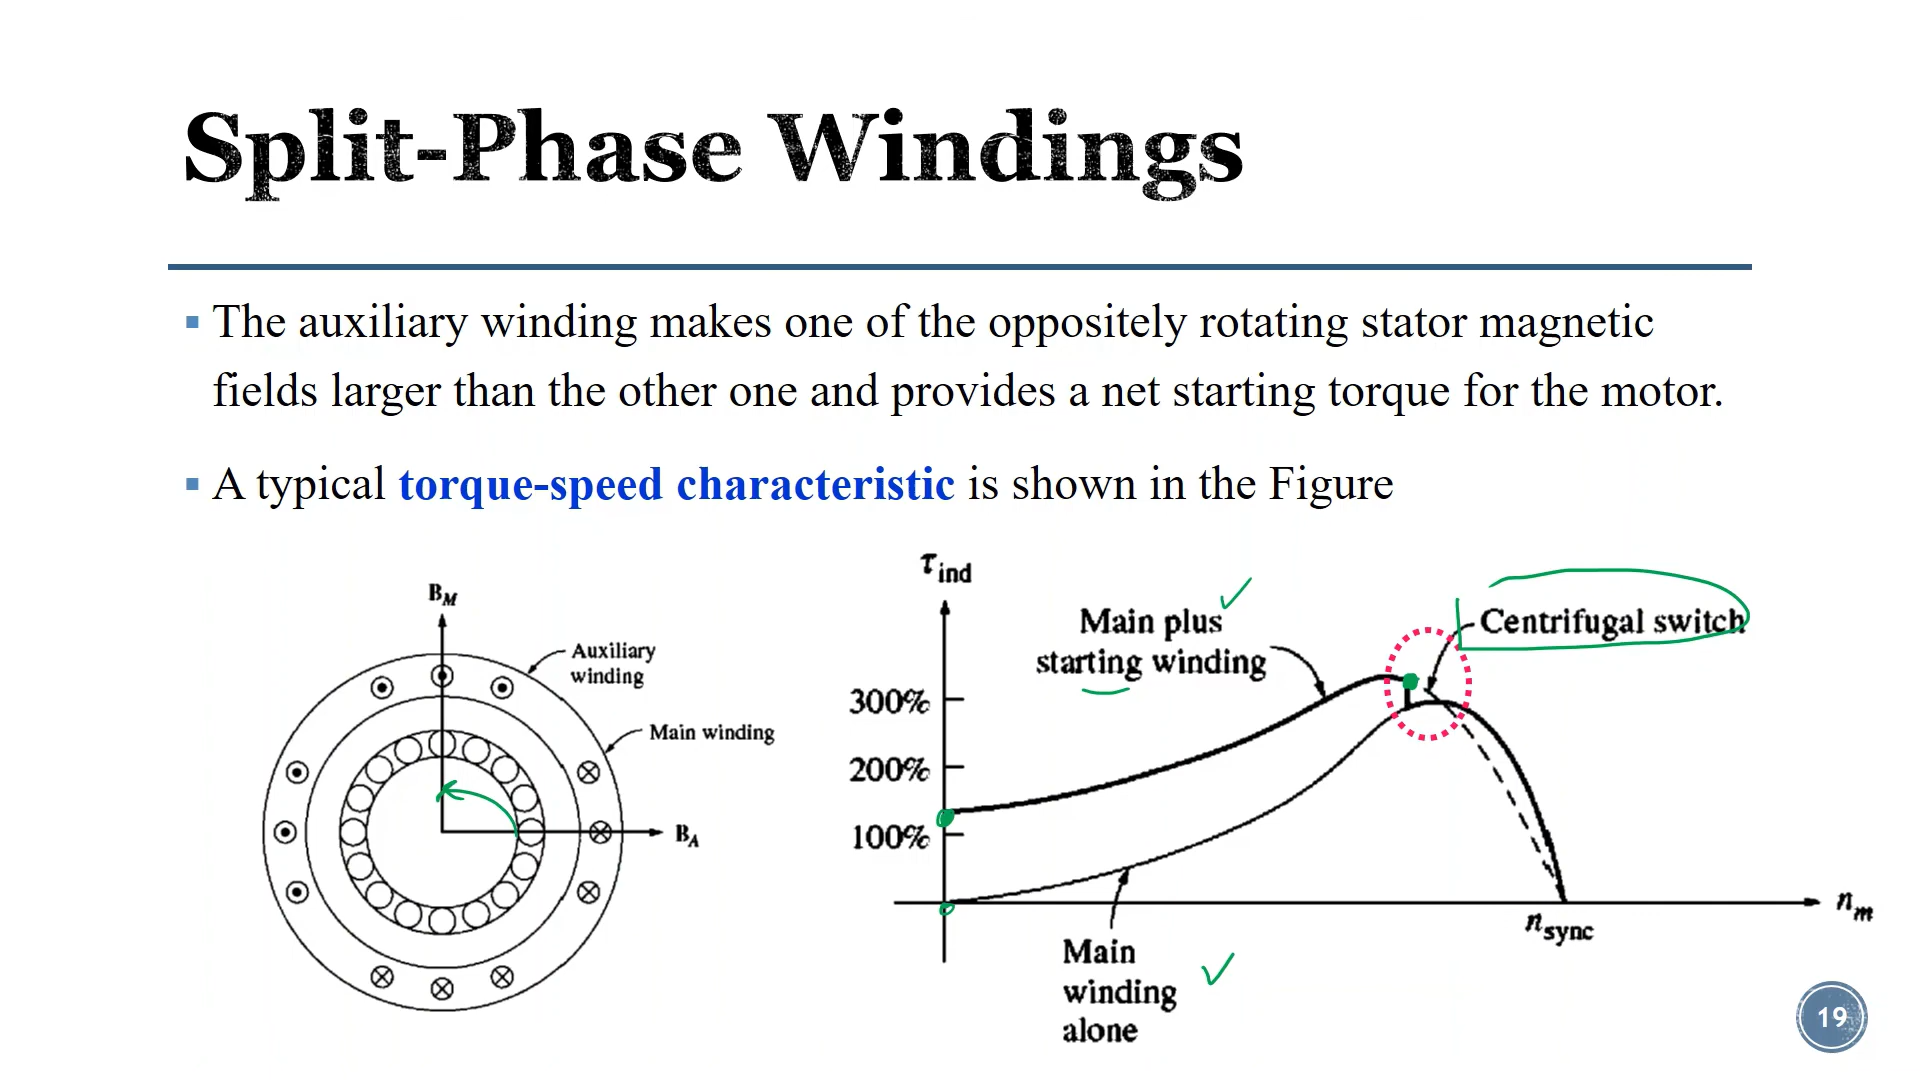 Split-Phase Windings
▪ The auxiliary winding makes one of the oppositely rotating stator magnetic
fields larger than the other one and provides a net starting torque for the motor.
▪ A typical torque-speed characteristic is shown in the Figure
B_M
Auxiliary
winding
Main winding
B_A
τ_ind
Main plus
starting winding
Centrifugal switch
300%
200%
100%
n_m
n_sync
Main
winding
alone
19